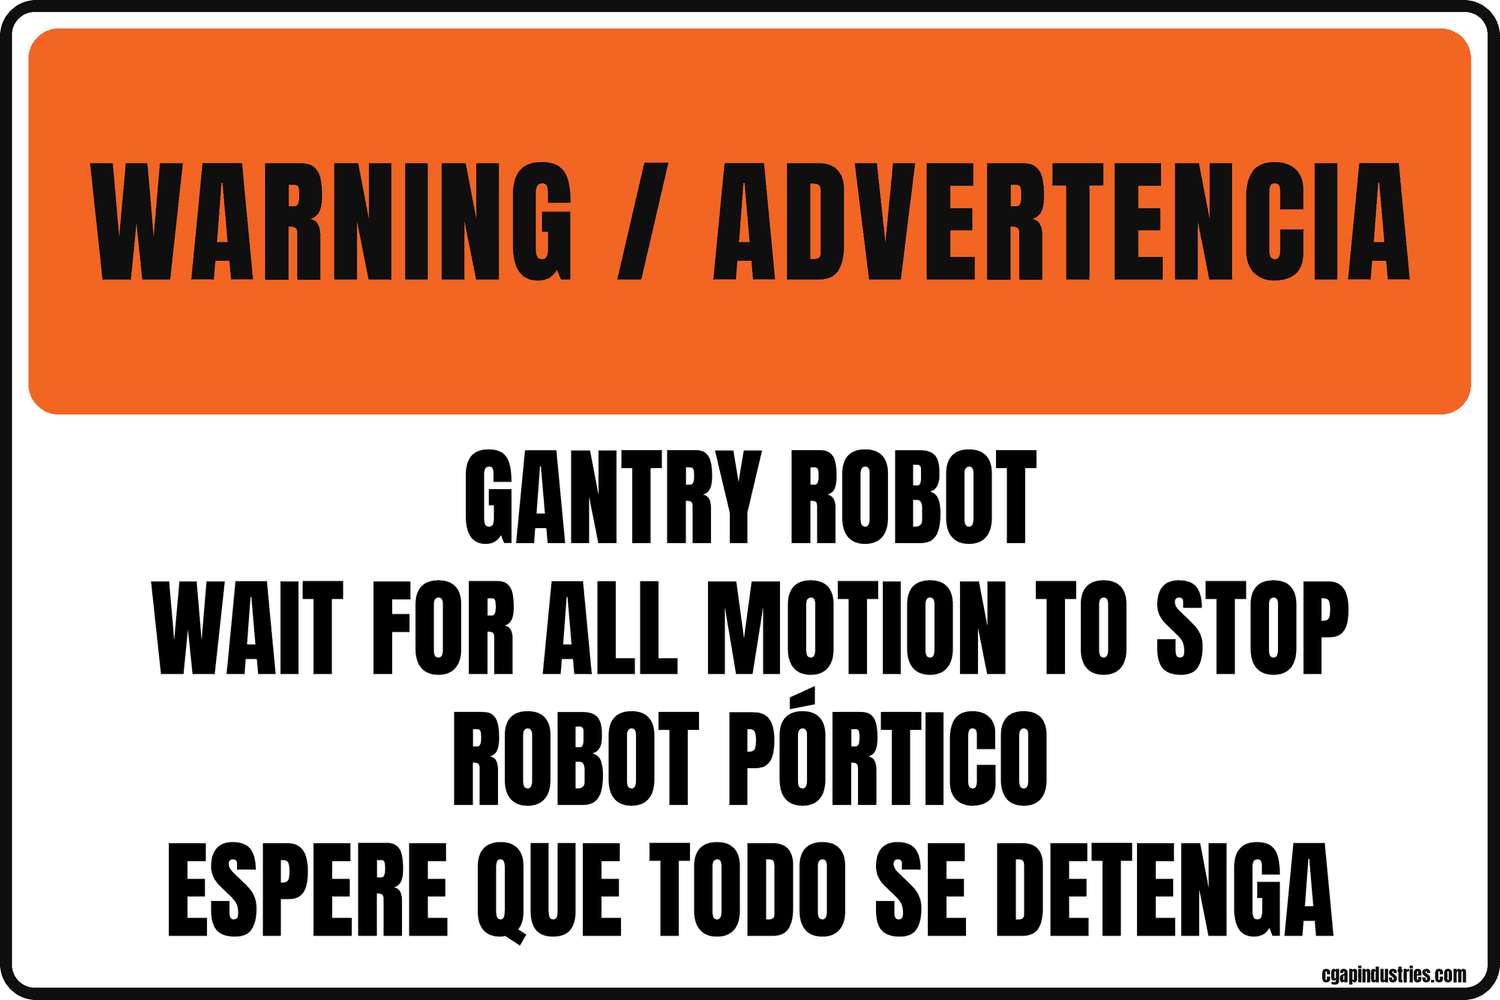 WARNING / ADVERTENCIA
GANTRY ROBOT
WAIT FOR ALL MOTION TO STOP
ROBOT PÓRTICO
ESPERE QUE TODO SE DETENGA
cgapindustries.com